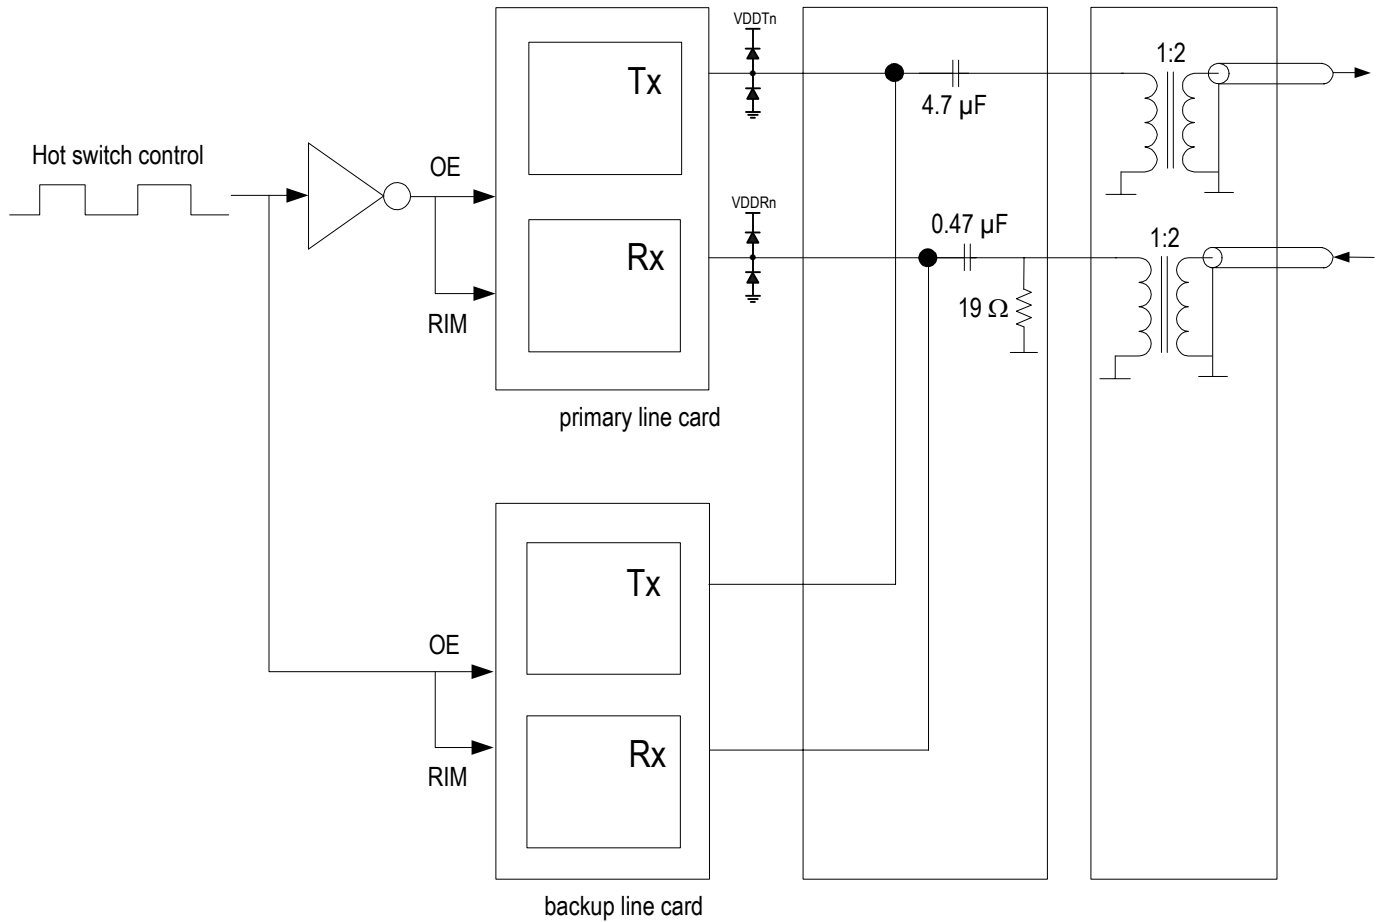 VDDTn
Tx
1:2
4.7 µF
Hot switch control
OE
VDDRn
Rx
0.47 µF
1:2
19 Ω
RIM
primary line card
Tx
OE
Rx
RIM
backup line card